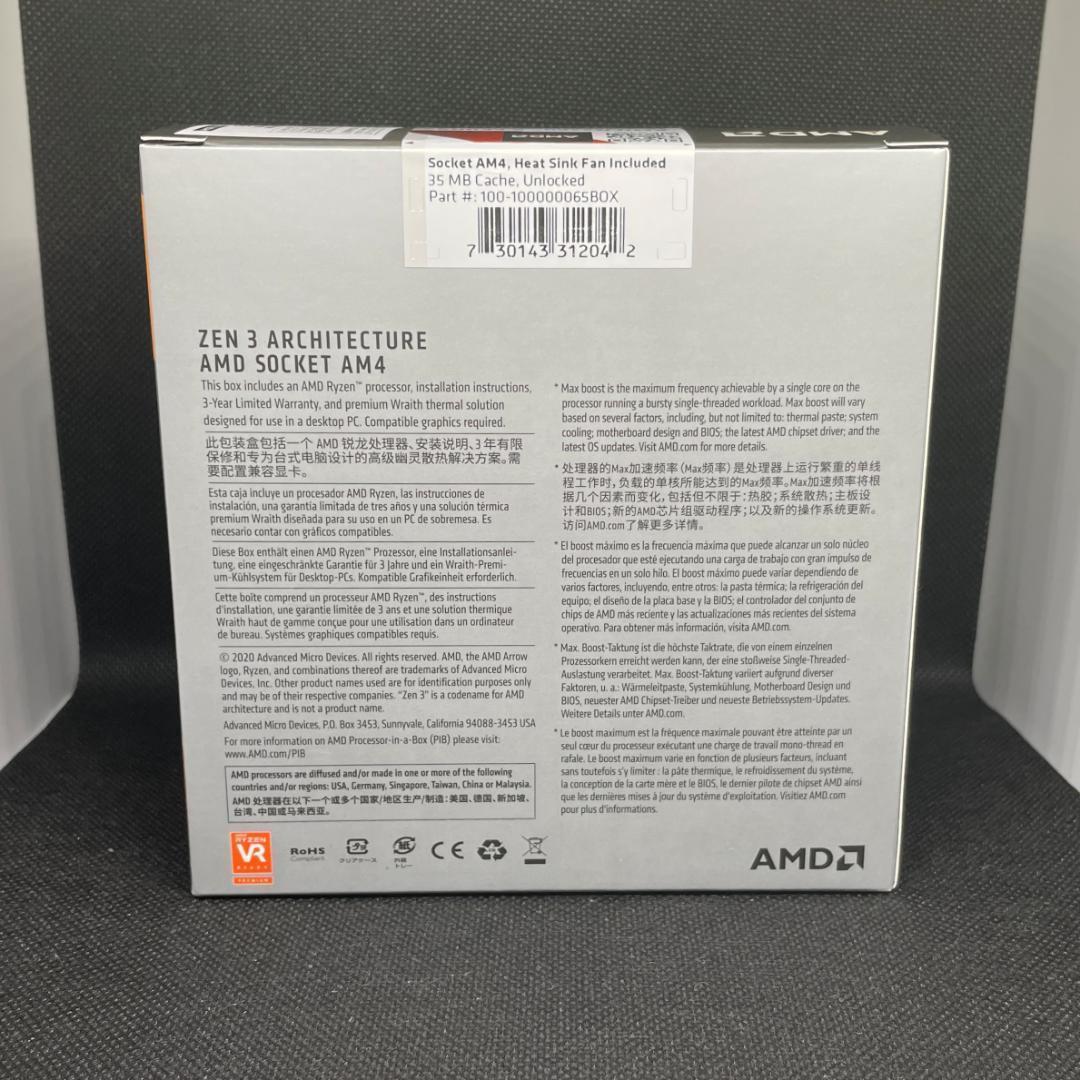 AMD
Socket AM4, Heat Sink Fan Included
35 MB Cache, Unlocked
Part #: 100-100000065BOX
7 30143 31204 2
ZEN 3 ARCHITECTURE
AMD SOCKET AM4
This box includes an AMD Ryzen™ processor, installation instructions,
3-Year Limited Warranty, and premium Wraith thermal solution
designed for use in a desktop PC. Compatible graphics required.
此包装盒包括一个 AMD 锐龙处理器、安装说明、3 年有限
保修和专为台式电脑设计的高级幽灵散热解决方案。需
要配置兼容显卡。
Esta caja incluye un procesador AMD Ryzen, las instrucciones de
instalación, una garantía limitada de tres años y una solución térmica
premium Wraith diseñada para su uso en un PC de sobremesa. Es
necesario contar con gráficos compatibles.
Diese Box enthält einen AMD Ryzen™ Prozessor, eine Installationsanlei-
tung, eine eingeschränkte Garantie für 3 Jahre und ein Wraith-Premi-
um-Kühlsystem für Desktop-PCs. Kompatible Grafikeinheit erforderlich.
Cette boîte comprend un processeur AMD Ryzen™, des instructions
d'installation, une garantie limitée de 3 ans et une solution thermique
Wraith haut de gamme conçue pour une utilisation dans un ordinateur
de bureau. Systèmes graphiques compatibles requis.
© 2020 Advanced Micro Devices. All rights reserved. AMD, the AMD Arrow
logo, Ryzen, and combinations thereof are trademarks of Advanced Micro
Devices, Inc. Other product names used are for identification purposes only
and may be of their respective companies. "Zen 3" is a codename for AMD
architecture and is not a product name.
Advanced Micro Devices, P.O. Box 3453, Sunnyvale, California 94088-3453 USA
For more information on AMD Processor-in-a-Box (PIB) please visit:
www.AMD.com/PIB
AMD processors are diffused and/or made in one or more of the following
countries and/or regions: USA, Germany, Singapore, Taiwan, China or Malaysia.
AMD 处理器在以下一个或多个国家/地区生产/制造：美国、德国、新加坡、
台湾、中国或马来西亚。
* Max boost is the maximum frequency achievable by a single core on the
processor running a bursty single-threaded workload. Max boost will vary
based on several factors, including, but not limited to: thermal paste; system
cooling; motherboard design and BIOS; the latest AMD chipset driver; and the
latest OS updates. Visit AMD.com for more details.
* 处理器的Max加速频率（Max频率）是处理器上运行繁重的单线
程工作时，负载的单核所能达到的Max频率。Max加速频率将根
据几个因素而变化，包括但不限于：热胶；系统散热；主板设
计和BIOS；新的AMD芯片组驱动程序；以及新的操作系统更新。
访问AMD.com了解更多详情。
* El boost máximo es la frecuencia máxima que puede alcanzar un solo núcleo
del procesador que esté ejecutando una carga de trabajo con gran impulso de
frecuencias en un solo hilo. El boost máximo puede variar dependiendo de
varios factores, incluyendo, entre otros: la pasta térmica; la refrigeración del
equipo; el diseño de la placa base y la BIOS; el controlador del conjunto de
chips de AMD más reciente y las actualizaciones más recientes del sistema
operativo. Para obtener más información, visita AMD.com.
* Max. Boost-Taktung ist die höchste Taktrate, die von einem einzelnen
Prozessorkern erreicht werden kann, der eine stoßweise Single-Threaded-
Auslastung verarbeitet. Max. Boost-Taktung variiert aufgrund diverser
Faktoren, u. a.: Wärmeleitpaste, Systemkühlung, Motherboard Design und
BIOS, neuester AMD Chipset-Treiber und neueste Betriebssystem-Updates.
Weitere Details unter AMD.com.
* Le boost maximum est la fréquence maximale pouvant être atteinte par un
seul cœur du processeur exécutant une charge de travail mono-thread en
rafale. Le boost maximum varie en fonction de plusieurs facteurs, incluant
sans toutefois s'y limiter : la pâte thermique, le refroidissement du système,
la conception de la carte mère et le BIOS, le dernier pilote de chipset AMD ainsi
que les dernières mises à jour du système d'exploitation. Visitiez AMD.com
pour plus d'informations.
RYZEN
VR
READY
PREMIUM
RoHS
Compliant
プラ
クリアケース
紙
外箱
トレー
CE
AMD